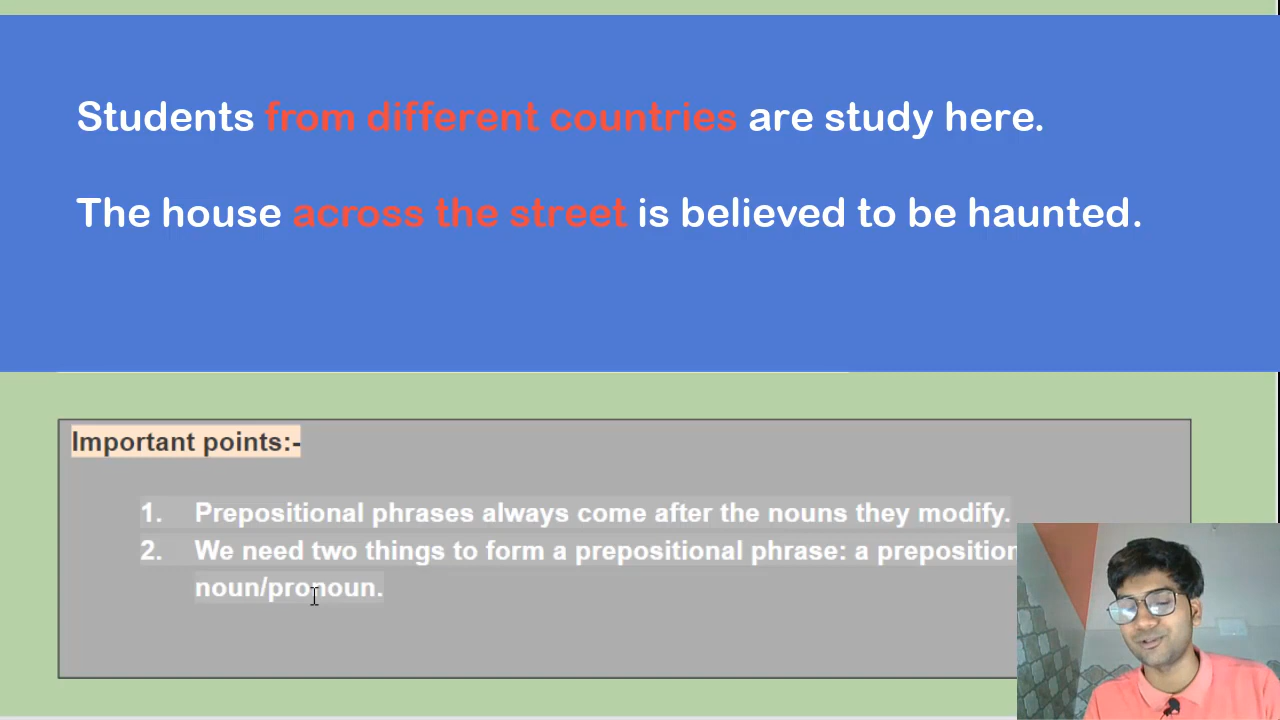 Students from different countries are study here.
The house across the street is believed to be haunted.
Important points:-
1. Prepositional phrases always come after the nouns they modify.
2. We need two things to form a prepositional phrase: a preposition
noun/pronoun.